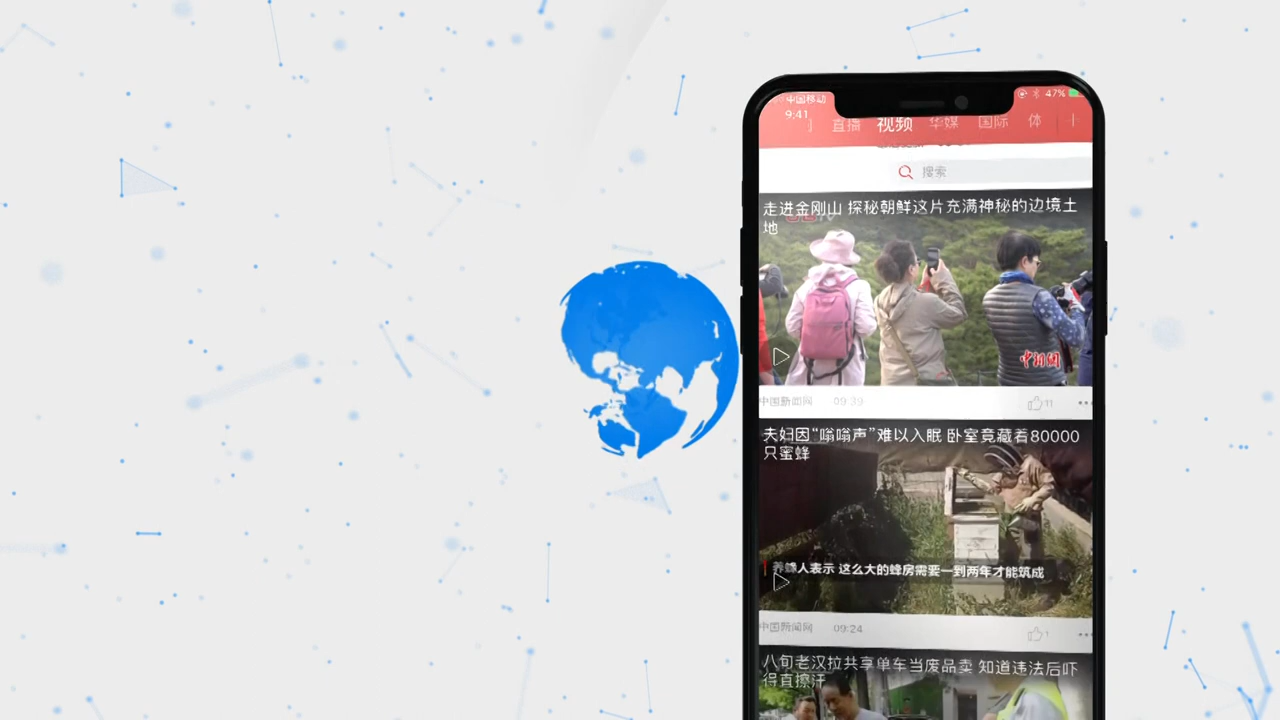 中国移动
47%
9:41
直播 视频 华媒 国际 体
搜索
走进金刚山 探秘朝鲜这片充满神秘的边境土
地
中新网
中国新闻网 09:39 11
夫妇因“嗡嗡声”难以入眠 卧室竟藏着80000
只蜜蜂
养蜂人表示 这么大的蜂房需要一到两年才能筑成
中国新闻网 09:24 1
八旬老汉拉共享单车当废品卖 知道违法后吓
得直擦汗